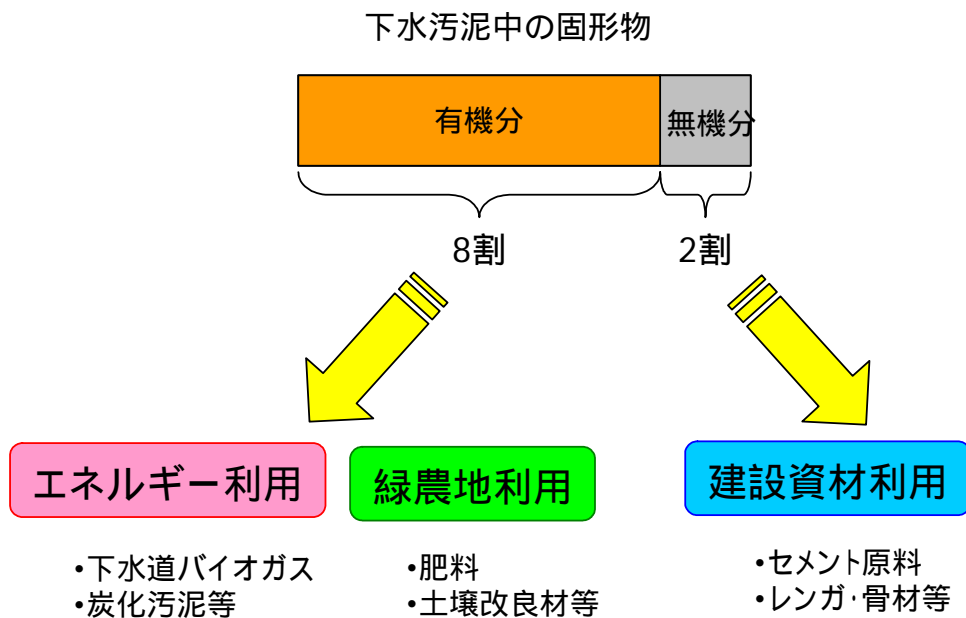 下水汚泥中の固形物
有機分
無機分
8割
2割
エネルギー利用
緑農地利用
建設資材利用
•下水道バイオガス
•炭化汚泥等
•肥料
•土壌改良材等
•セメント原料
•レンガ･骨材等